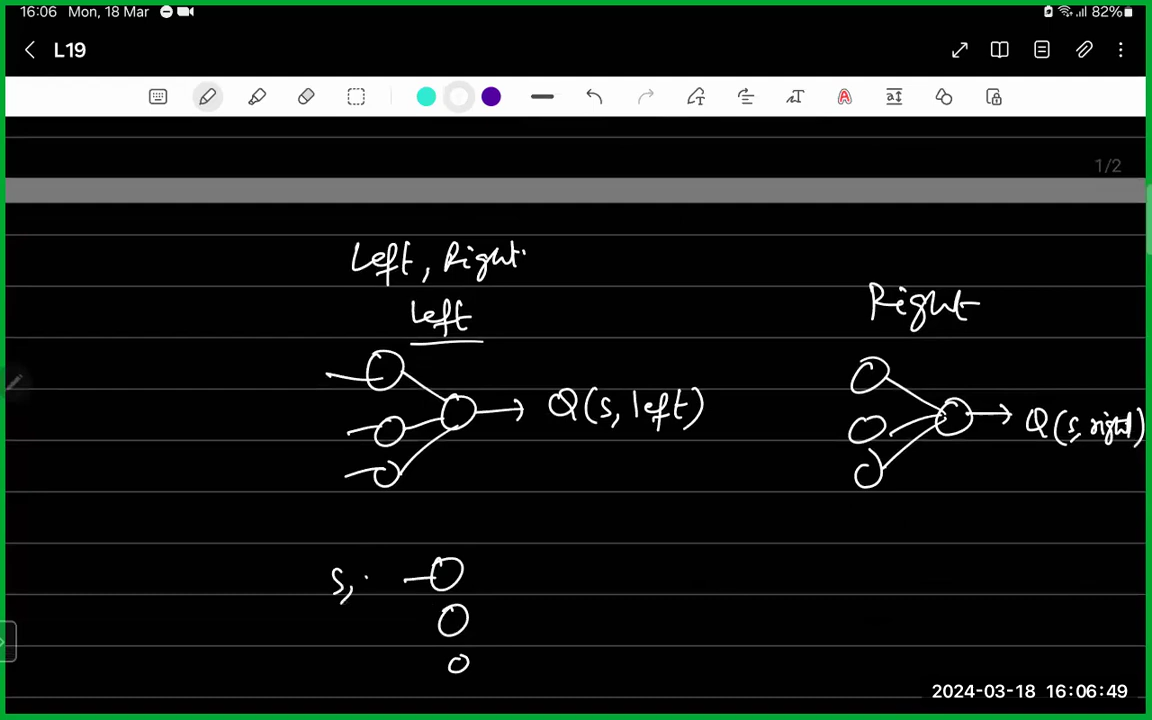 16:06 Mon, 18 Mar 82%
L19
1/2
Left, Right
Left
Right
Q(s, left)
Q(s, right)
s,
2024-03-18 16:06:49